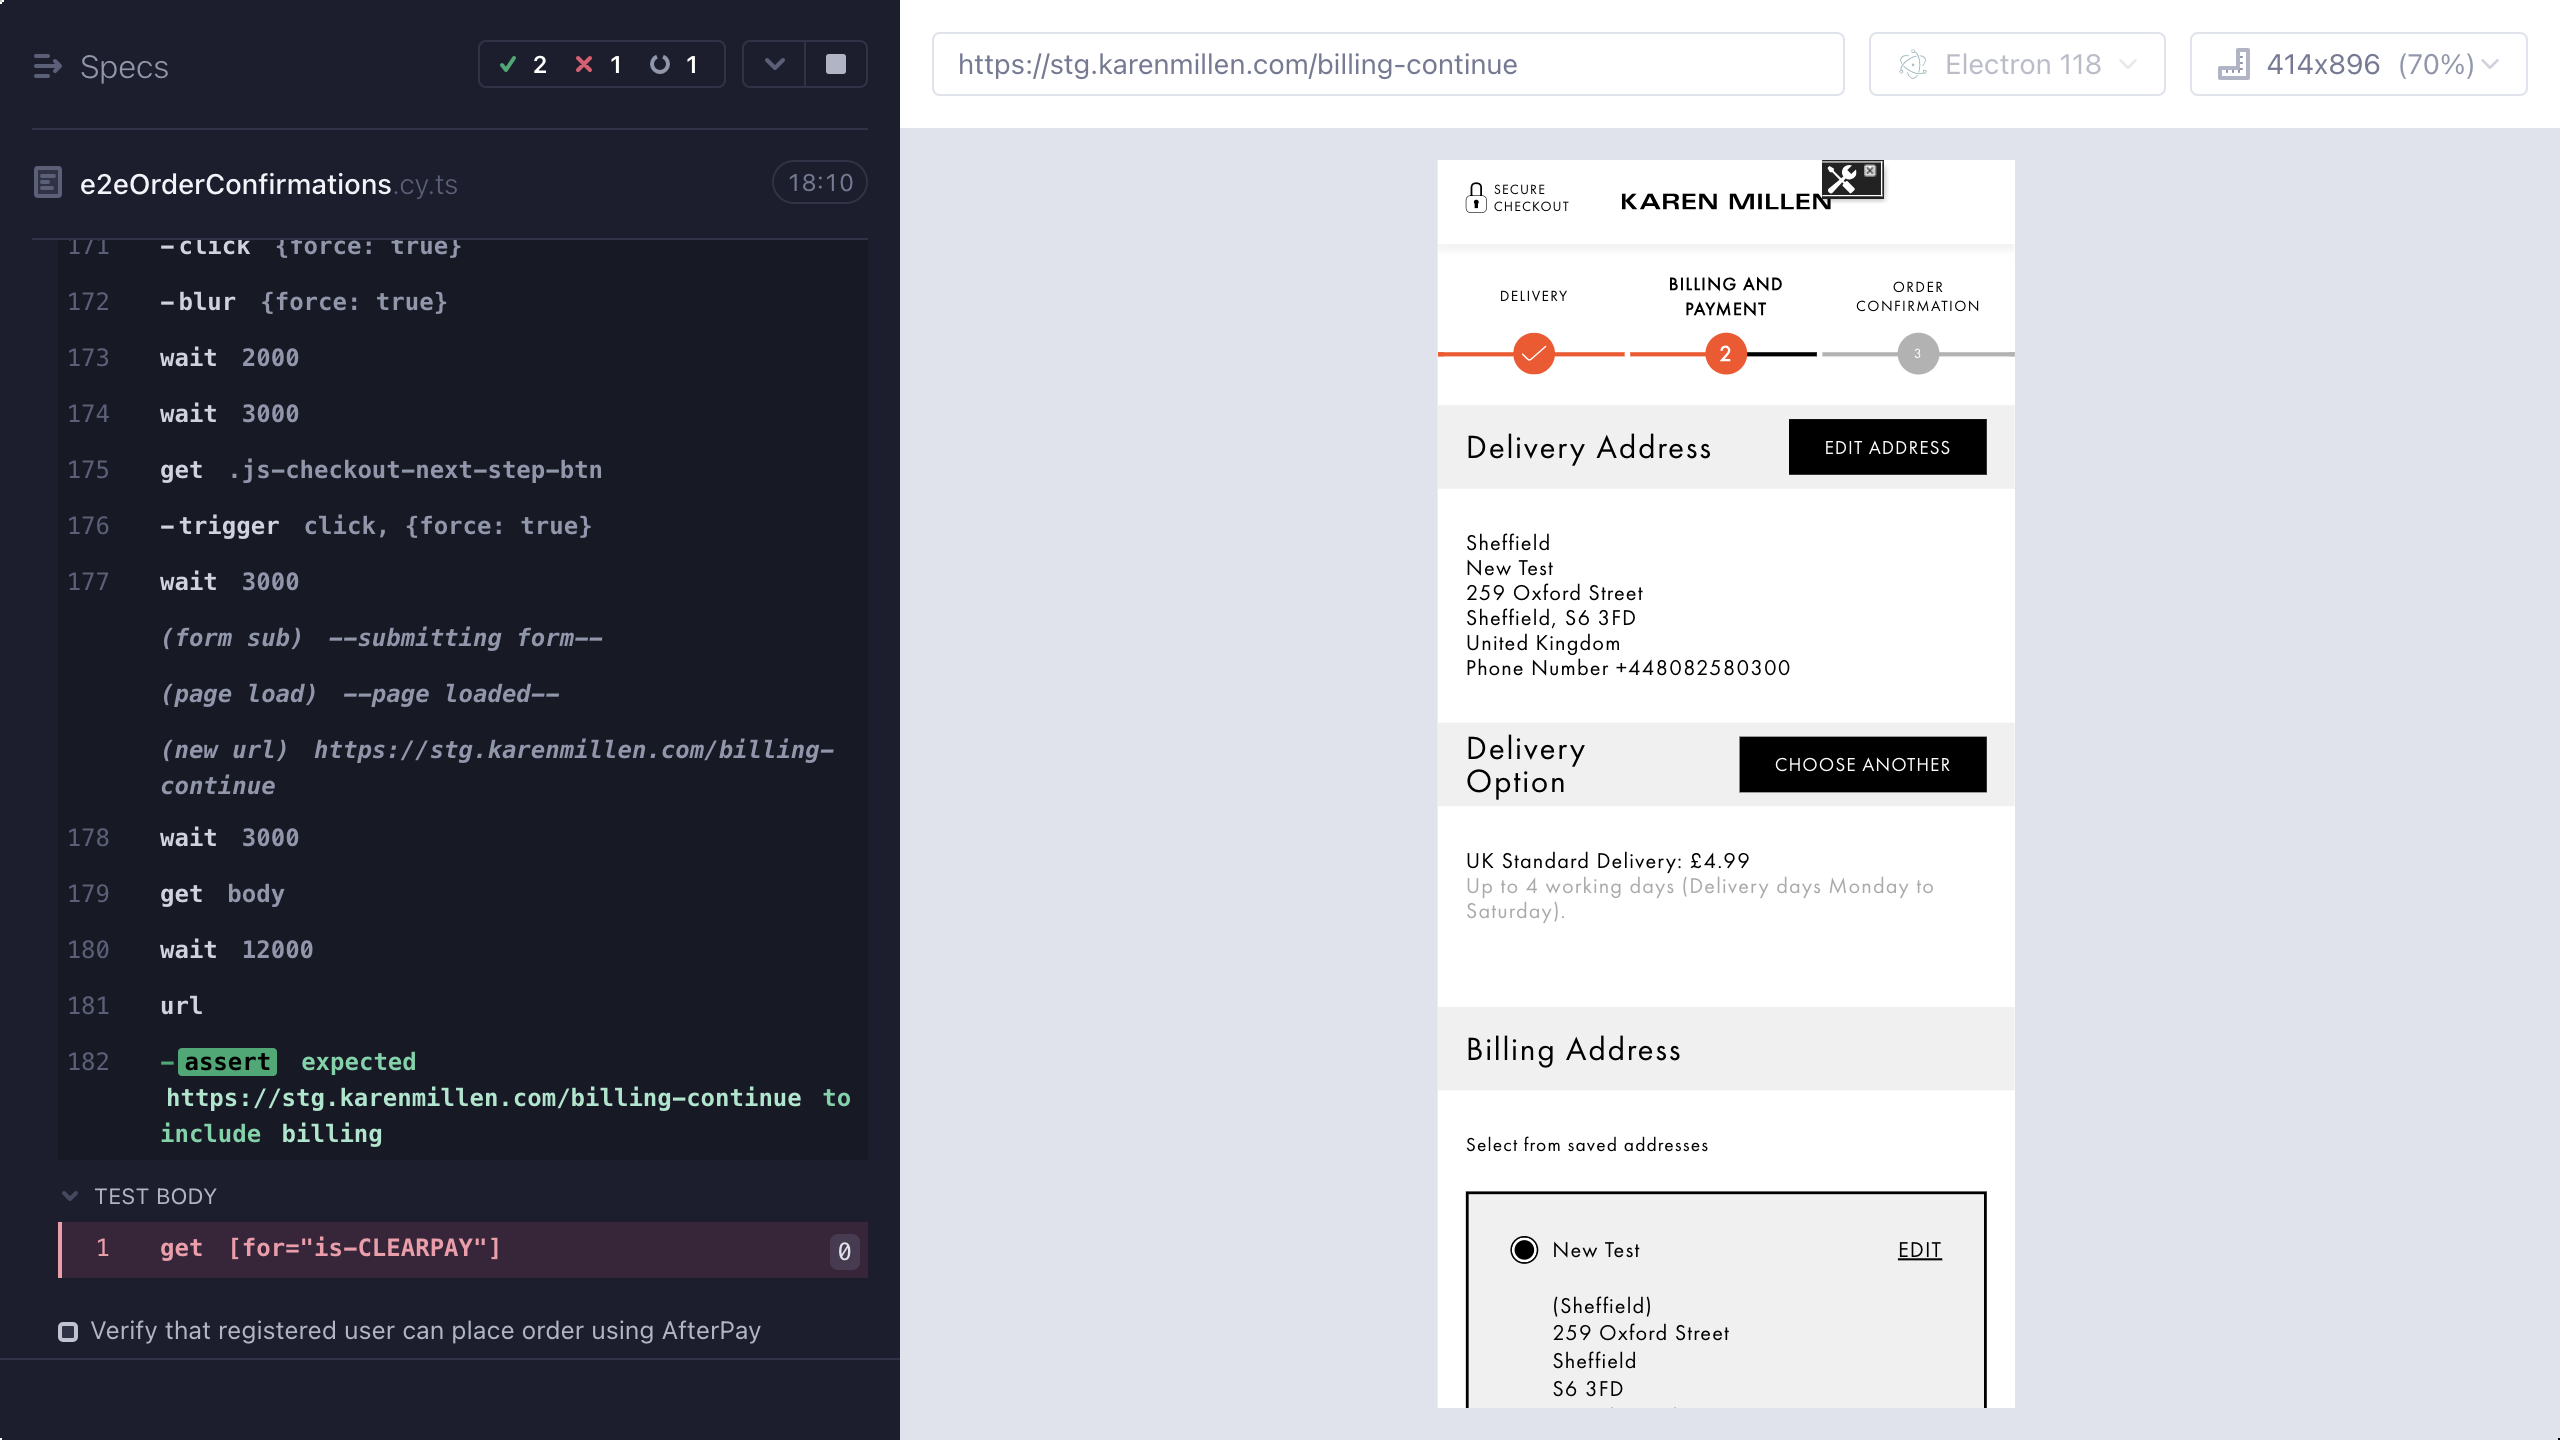 Specs
2 1 1
e2eOrderConfirmations.cy.ts 18:10
171 -click {force: true}
172 -blur {force: true}
173 wait 2000
174 wait 3000
175 get .js-checkout-next-step-btn
176 -trigger click, {force: true}
177 wait 3000
(form sub) --submitting form--
(page load) --page loaded--
(new url) https://stg.karenmillen.com/billing-
continue
178 wait 3000
179 get body
180 wait 12000
181 url
182 -assert expected
https://stg.karenmillen.com/billing-continue to
include billing
TEST BODY
1 get [for="is-CLEARPAY"] 0
Verify that registered user can place order using AfterPay
https://stg.karenmillen.com/billing-continue
Electron 118
414x896 (70%)
SECURE
CHECKOUT
KAREN MILLEN
DELIVERY
BILLING AND
PAYMENT
ORDER
CONFIRMATION
2
3
Delivery Address
EDIT ADDRESS
Sheffield
New Test
259 Oxford Street
Sheffield, S6 3FD
United Kingdom
Phone Number +448082580300
Delivery
Option
CHOOSE ANOTHER
UK Standard Delivery: £4.99
Up to 4 working days (Delivery days Monday to
Saturday).
Billing Address
Select from saved addresses
New Test
EDIT
(Sheffield)
259 Oxford Street
Sheffield
S6 3FD